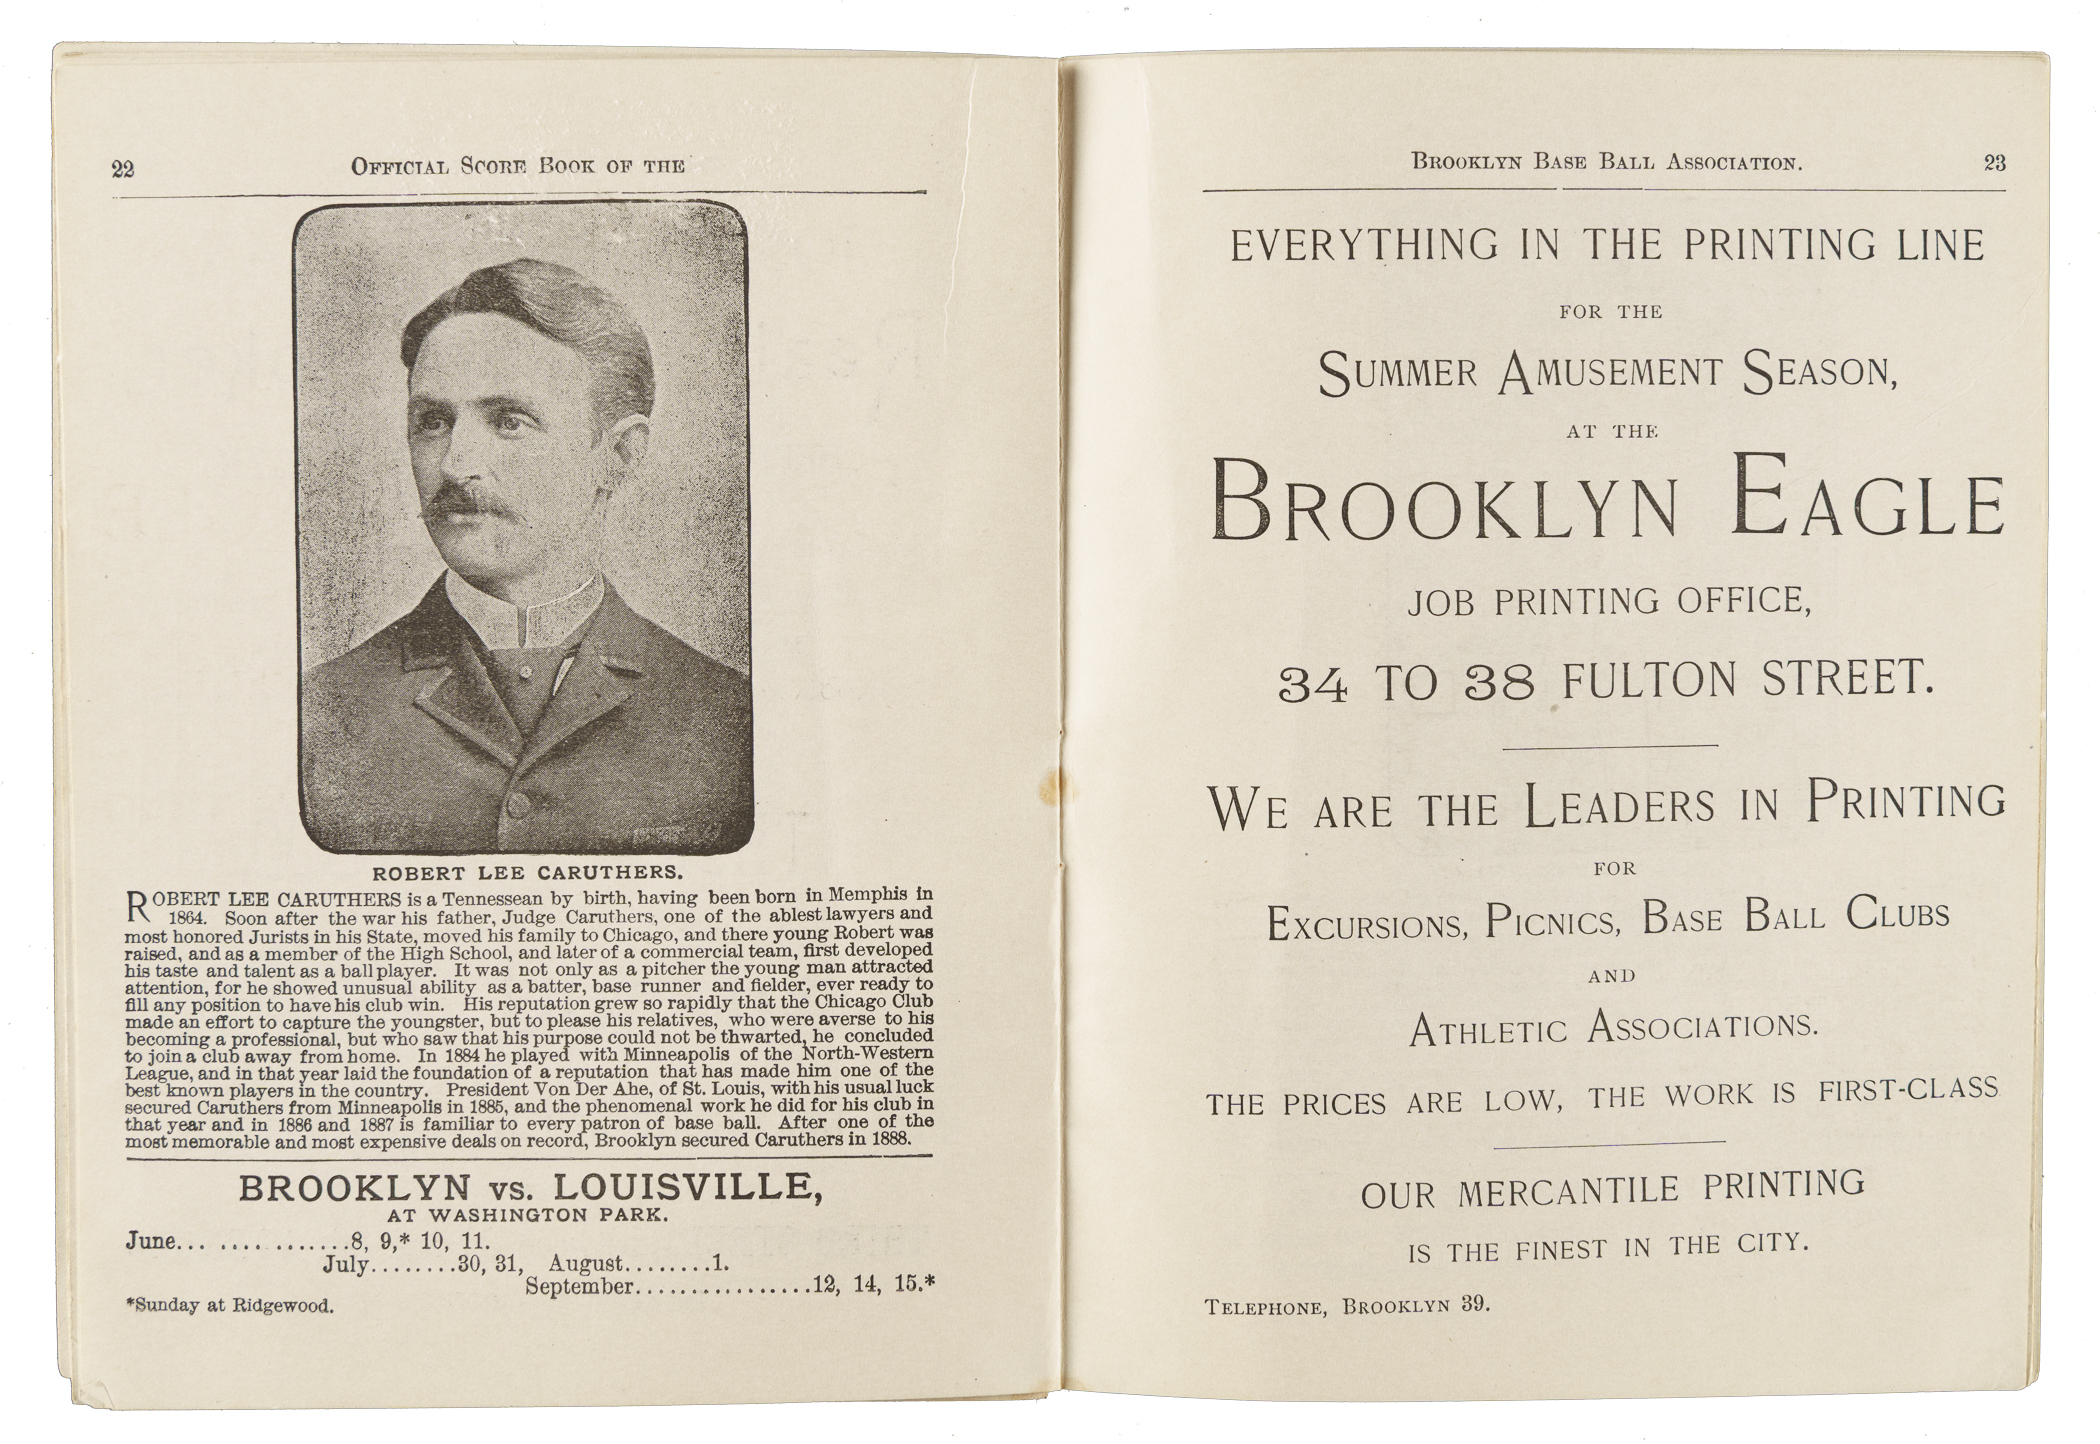 22
OFFICIAL SCORE BOOK OF THE
ROBERT LEE CARUTHERS.
ROBERT LEE CARUTHERS is a Tennessean by birth, having been born in Memphis in
1864. Soon after the war his father, Judge Caruthers, one of the ablest lawyers and
most honored Jurists in his State, moved his family to Chicago, and there young Robert was
raised, and as a member of the High School, and later of a commercial team, first developed
his taste and talent as a ball player. It was not only as a pitcher the young man attracted
attention, for he showed unusual ability as a batter, base runner and fielder, ever ready to
fill any position to have his club win. His reputation grew so rapidly that the Chicago Club
made an effort to capture the youngster, but to please his relatives, who were averse to his
becoming a professional, but who saw that his purpose could not be thwarted, he concluded
to join a club away from home. In 1884 he played with Minneapolis of the North-Western
League, and in that year laid the foundation of a reputation that has made him one of the
best known players in the country. President Von Der Ahe, of St. Louis, with his usual luck
secured Caruthers from Minneapolis in 1885, and the phenomenal work he did for his club in
that year and in 1886 and 1887 is familiar to every patron of base ball. After one of the
most memorable and most expensive deals on record, Brooklyn secured Caruthers in 1888.
BROOKLYN vs. LOUISVILLE,
AT WASHINGTON PARK.
June... .... .......8, 9,* 10, 11.
July........30, 31, August........1.
September.................12, 14, 15.*
*Sunday at Ridgewood.
BROOKLYN BASE BALL ASSOCIATION.
23
EVERYTHING IN THE PRINTING LINE
FOR THE
SUMMER AMUSEMENT SEASON,
AT THE
BROOKLYN EAGLE
JOB PRINTING OFFICE,
34 TO 38 FULTON STREET.
WE ARE THE LEADERS IN PRINTING
FOR
EXCURSIONS, PICNICS, BASE BALL CLUBS
AND
ATHLETIC ASSOCIATIONS.
THE PRICES ARE LOW, THE WORK IS FIRST-CLASS
OUR MERCANTILE PRINTING
IS THE FINEST IN THE CITY.
TELEPHONE, BROOKLYN 39.